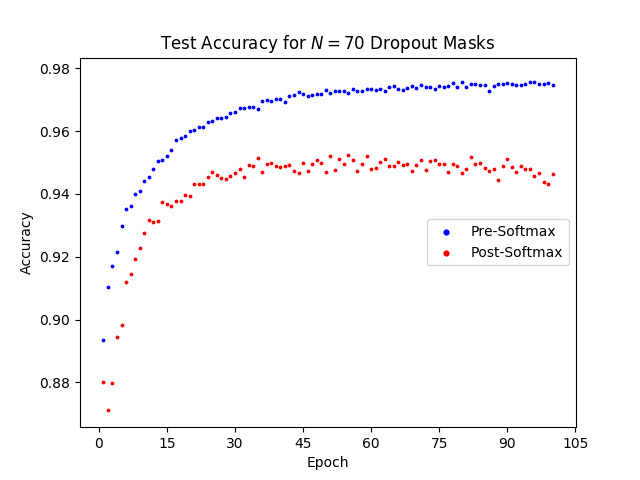 Test Accuracy for N = 70 Dropout Masks
0.98
0.96
0.94
0.92
0.90
0.88
Accuracy
Pre-Softmax
Post-Softmax
0 15 30 45 60 75 90 105
Epoch